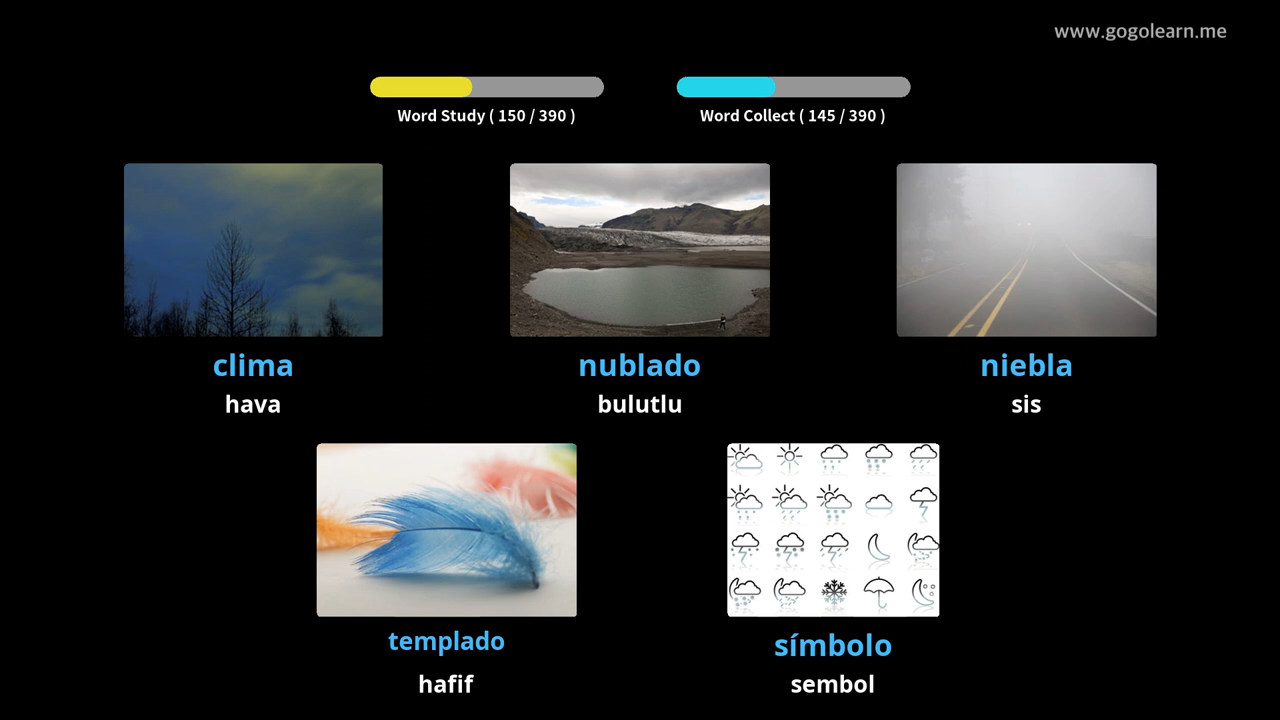 www.gogolearn.me
Word Study ( 150 / 390 )
Word Collect ( 145 / 390 )
clima
hava
nublado
bulutlu
niebla
sis
templado
hafif
símbolo
sembol